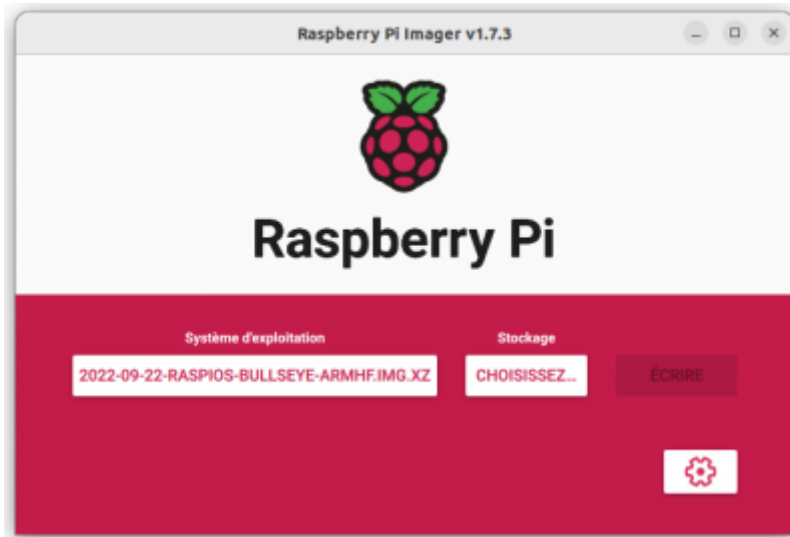 Raspberry Pi Imager v1.7.3
Raspberry Pi
Système d'exploitation
Stockage
2022-09-22-RASPIOS-BULLSEYE-ARMHF.IMG.XZ
CHOISISSEZ...
ÉCRIRE